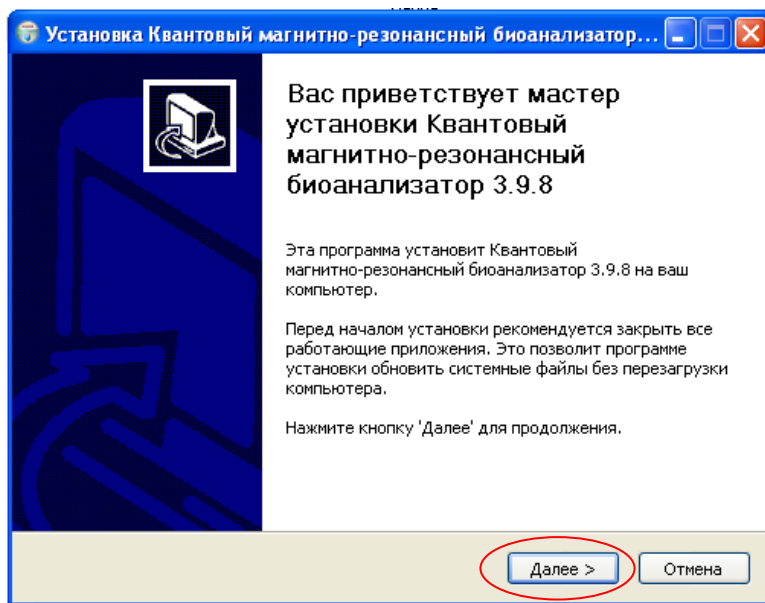 Установка Квантовый магнитно-резонансный биоанализатор...
Вас приветствует мастер
установки Квантовый
магнитно-резонансный
биоанализатор 3.9.8
Эта программа установит Квантовый
магнитно-резонансный биоанализатор 3.9.8 на ваш
компьютер.
Перед началом установки рекомендуется закрыть все
работающие приложения. Это позволит программе
установки обновить системные файлы без перезагрузки
компьютера.
Нажмите кнопку 'Далее' для продолжения.
Далее >
Отмена